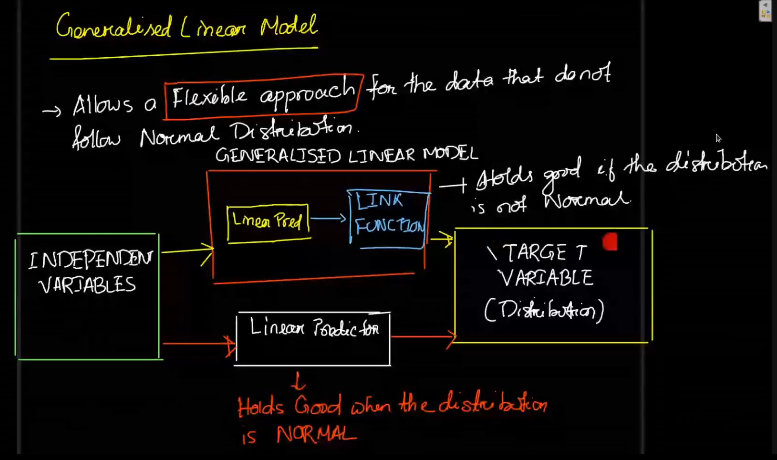 Generalised Linear Model
→ Allows a Flexible approach for the data that do not
follow Normal Distribution.
GENERALISED LINEAR MODEL
→ Holds good if the distribution
is not Normal.
Linear Pred
LINK
FUNCTION
INDEPENDEN
VARIABLES
\ TARGET
VARIABLE
(Distribution)
Linear Predictor
Holds Good when the distribution
is NORMAL